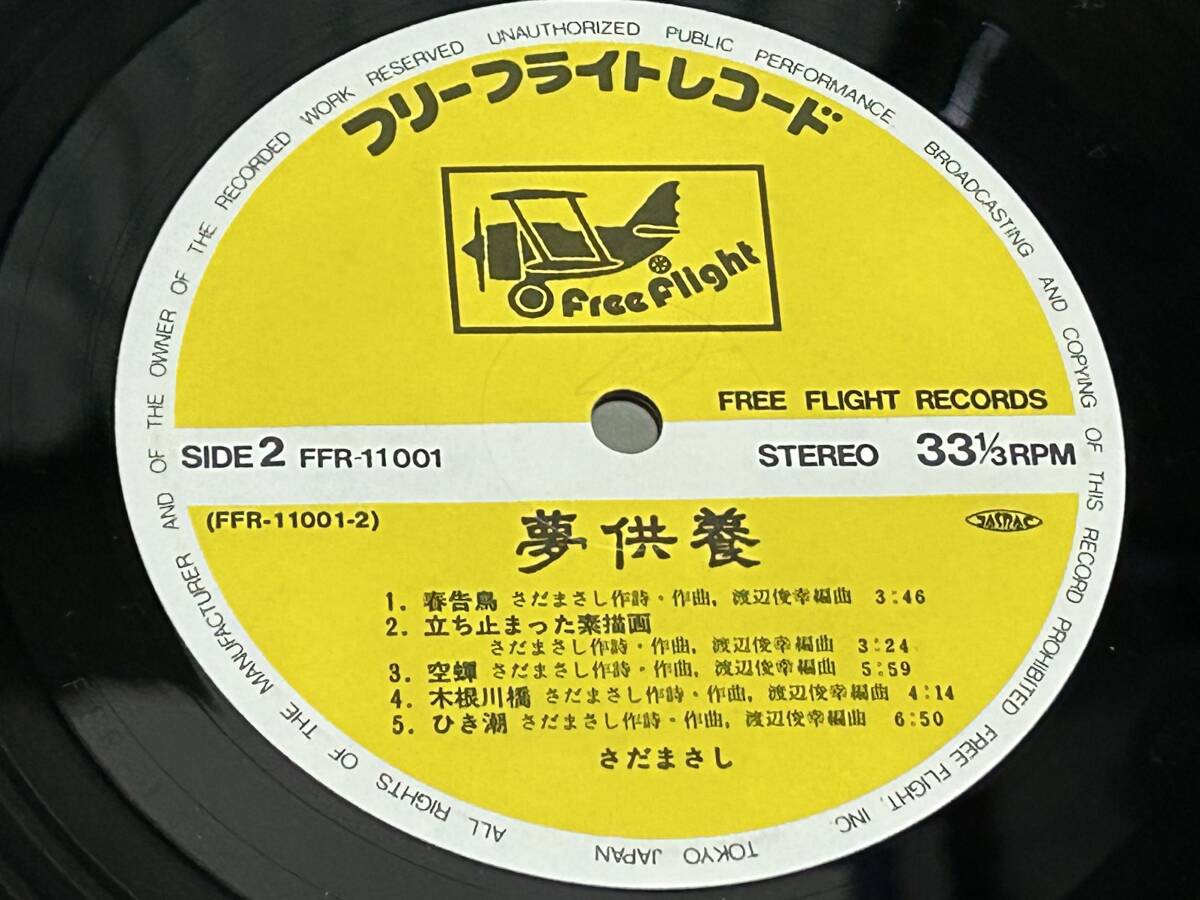 ALL RIGHTS OF THE MANUFACTURER AND OF THE OWNER OF THE RECORDED WORK RESERVED UNAUTHORIZED PUBLIC PERFORMANCE BROADCASTING AND COPYING OF THIS RECORD PROHIBITED FREE FLIGHT, INC. TOKYO JAPAN
フリーフライトレコード
Free Flight
FREE FLIGHT RECORDS
SIDE 2 FFR-11001
STEREO 33⅓RPM
(FFR-11001-2)
JASRAC
夢供養
1. 春告鳥 さだまさし作詩・作曲, 渡辺俊幸編曲 3:46
2. 立ち止まった素描画
さだまさし作詩・作曲, 渡辺俊幸編曲 3:24
3. 空蟬 さだまさし作詩・作曲, 渡辺俊幸編曲 5:59
4. 木根川橋 さだまさし作詩・作曲, 渡辺俊幸編曲 4:14
5. ひき潮 さだまさし作詩・作曲, 渡辺俊幸編曲 6:50
さだまさし